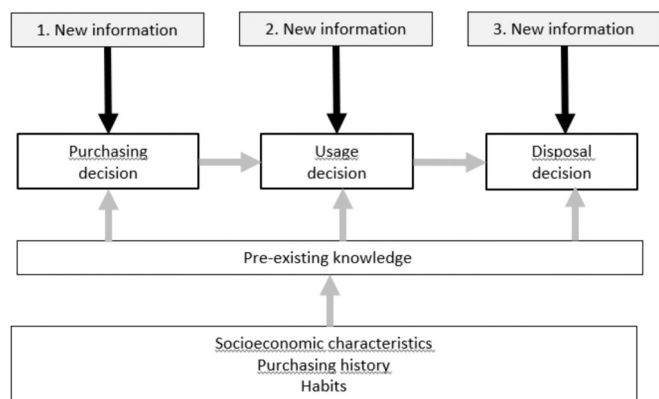 1. New information
2. New information
3. New information
Purchasing
decision
Usage
decision
Disposal
decision
Pre-existing knowledge
Socioeconomic characteristics
Purchasing history
Habits